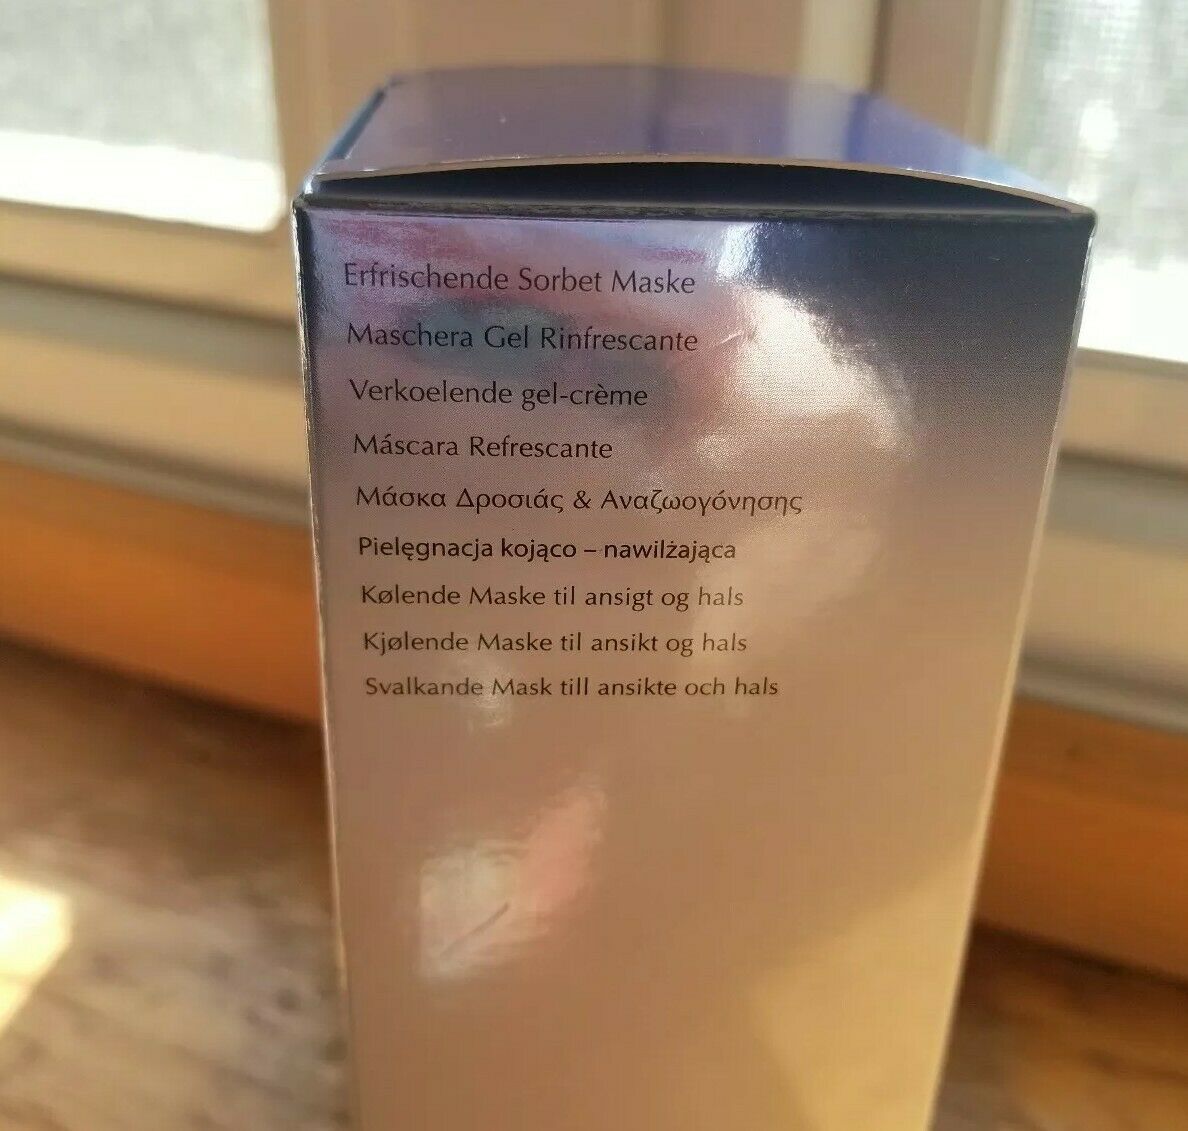 Erfrischende Sorbet Maske
Maschera Gel Rinfrescante
Verkoelende gel-crème
Máscara Refrescante
Μάσκα Δροσιάς & Αναζωογόνησης
Pielęgnacja kojąco – nawilżająca
Kølende Maske til ansigt og hals
Kjølende Maske til ansikt og hals
Svalkande Mask till ansikte och hals